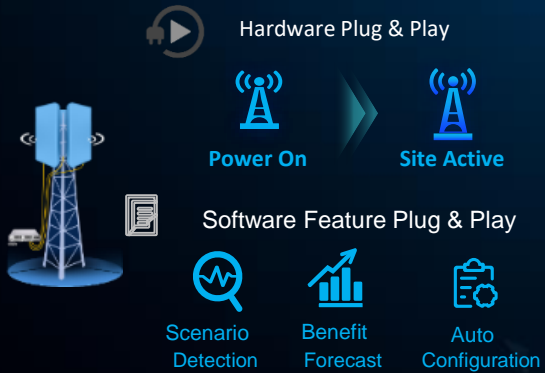 Hardware Plug & Play
Power On
Site Active
Software Feature Plug & Play
Scenario
Detection
Benefit
Forecast
Auto
Configuration